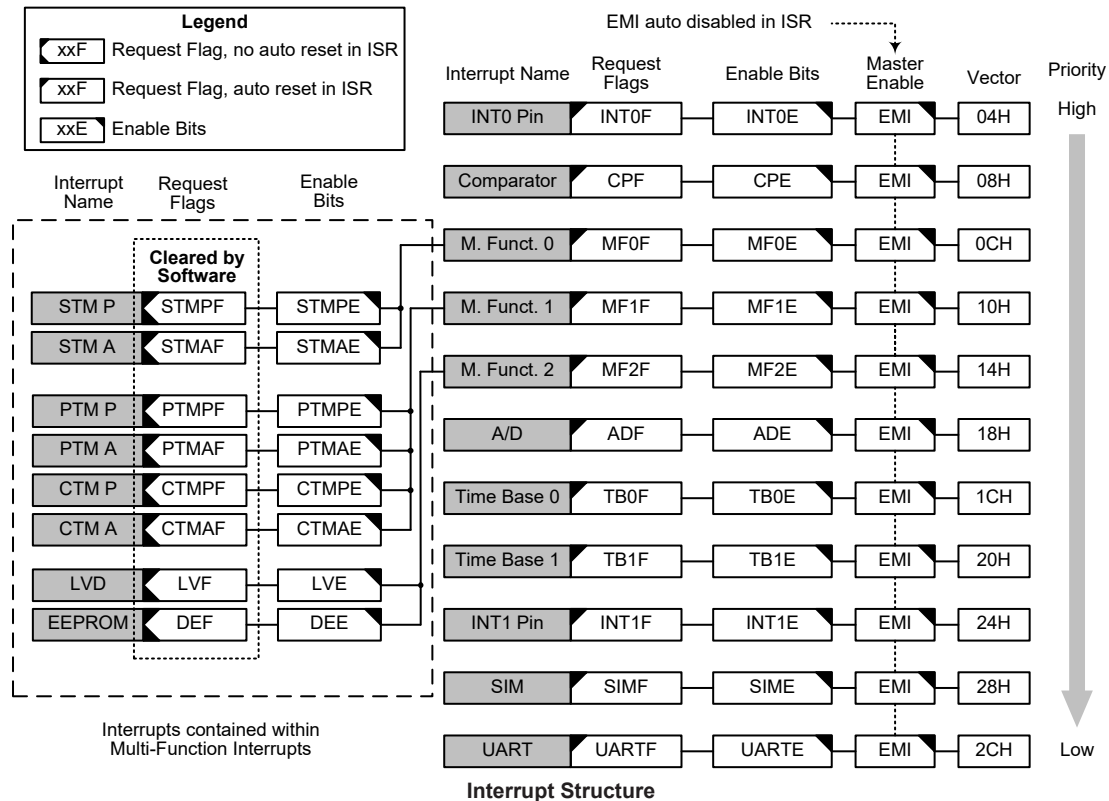 Legend
xxF Request Flag, no auto reset in ISR
xxF Request Flag, auto reset in ISR
xxE Enable Bits
EMI auto disabled in ISR
Interrupt Name Request Flags Enable Bits Master Enable Vector Priority
INT0 Pin INT0F INT0E EMI 04H High
Comparator CPF CPE EMI 08H
M. Funct. 0 MF0F MF0E EMI 0CH
M. Funct. 1 MF1F MF1E EMI 10H
M. Funct. 2 MF2F MF2E EMI 14H
A/D ADF ADE EMI 18H
Time Base 0 TB0F TB0E EMI 1CH
Time Base 1 TB1F TB1E EMI 20H
INT1 Pin INT1F INT1E EMI 24H
SIM SIMF SIME EMI 28H
UART UARTF UARTE EMI 2CH Low
Interrupt Name Request Flags Enable Bits
Cleared by
Software
STM P STMPF STMPE
STM A STMAF STMAE
PTM P PTMPF PTMPE
PTM A PTMAF PTMAE
CTM P CTMPF CTMPE
CTM A CTMAF CTMAE
LVD LVF LVE
EEPROM DEF DEE
Interrupts contained within
Multi-Function Interrupts
Interrupt Structure